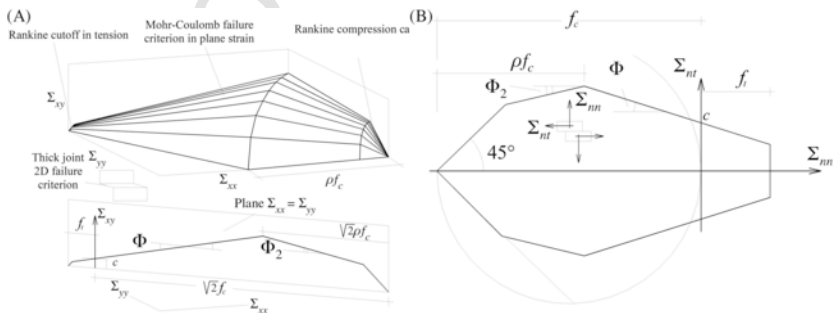 (A)
Mohr-Coulomb failure
criterion in plane strain
Rankine cutoff in tension
Rankine compression ca
Σxy
Thick joint
2D failure
criterion
Σyy
Σxx
ρfc
Plane Σxx = Σyy
ft
Σxy
Φ
Φ2
√2ρfc
c
Σyy
√2fc
Σxx
(B)
fc
ρfc
Φ
Φ2
Σnt
ft
Σnn
Σnt
c
45°
Σnn